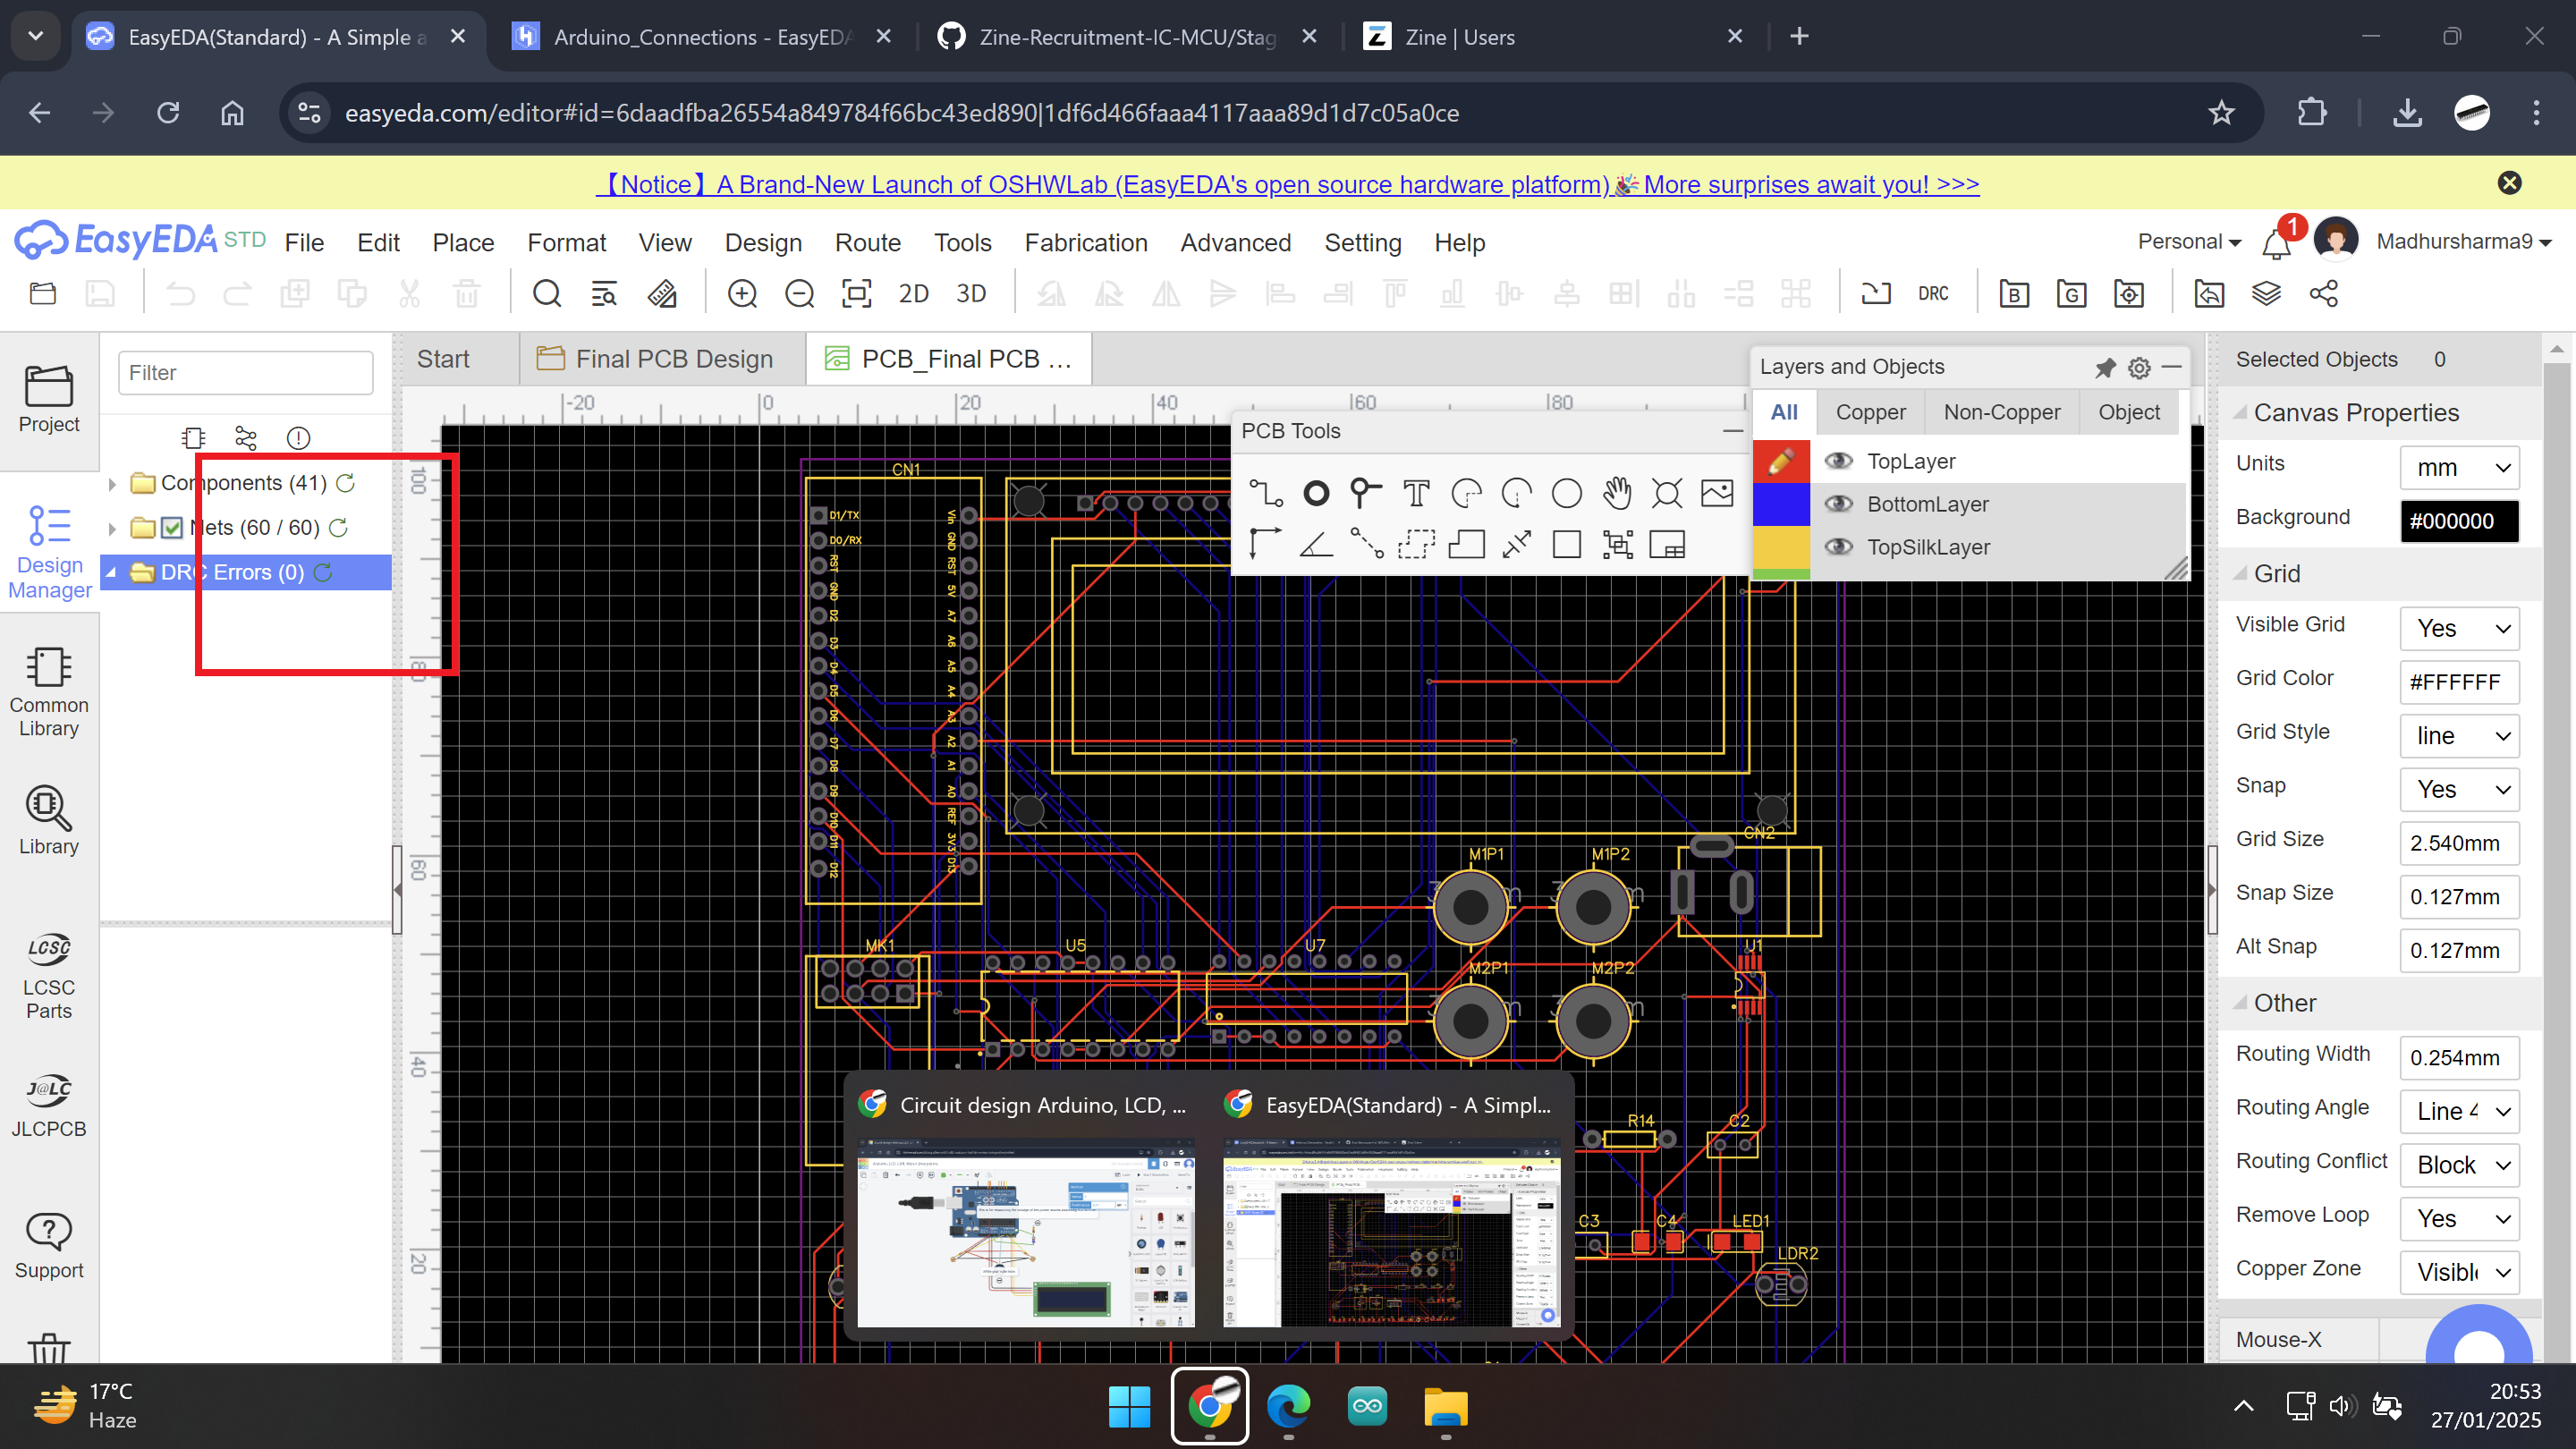 EasyEDA(Standard) - A Simple a
Arduino_Connections - EasyEDA
Zine-Recruitment-IC-MCU/Stag
Zine | Users
easyeda.com/editor#id=6daadfba26554a849784f66bc43ed890|1df6d466faaa4117aaa89d1d7c05a0ce
【Notice】A Brand-New Launch of OSHWLab (EasyEDA's open source hardware platform)🎉More surprises await you! >>>
EasyEDA STD File Edit Place Format View Design Route Tools Fabrication Advanced Setting Help
Personal 1 Madhursharma9
2D 3D DRC B G
Project
Design Manager
Common Library
Library
LCSC
LCSC Parts
J@LC
JLCPCB
Support
Filter
Components (41)
Nets (60 / 60)
DRC Errors (0)
Start Final PCB Design PCB_Final PCB ...
-20 0 20 40 60 80
100
80
60
40
20
PCB Tools
Layers and Objects
All Copper Non-Copper Object
TopLayer
BottomLayer
TopSilkLayer
CN1
D1/TX
D0/RX
RST
GND
D2
D3
D4
D5
D6
D7
D8
D9
D10
D11
D12
Vin
GND
RST
5V
A7
A6
A5
A4
A3
A2
A1
A0
REF
3V3
D13
MK1
U5
U7
M1P1
M1P2
CN2
M2P1
M2P2
U1
R14
C2
C3
C4
LED1
LDR2
Circuit design Arduino, LCD, ...
EasyEDA(Standard) - A Simpl...
Selected Objects 0
Canvas Properties
Units mm
Background #000000
Grid
Visible Grid Yes
Grid Color #FFFFFF
Grid Style line
Snap Yes
Grid Size 2.540mm
Snap Size 0.127mm
Alt Snap 0.127mm
Other
Routing Width 0.254mm
Routing Angle Line 4
Routing Conflict Block
Remove Loop Yes
Copper Zone Visibl
Mouse-X
17°C
Haze
20:53
27/01/2025